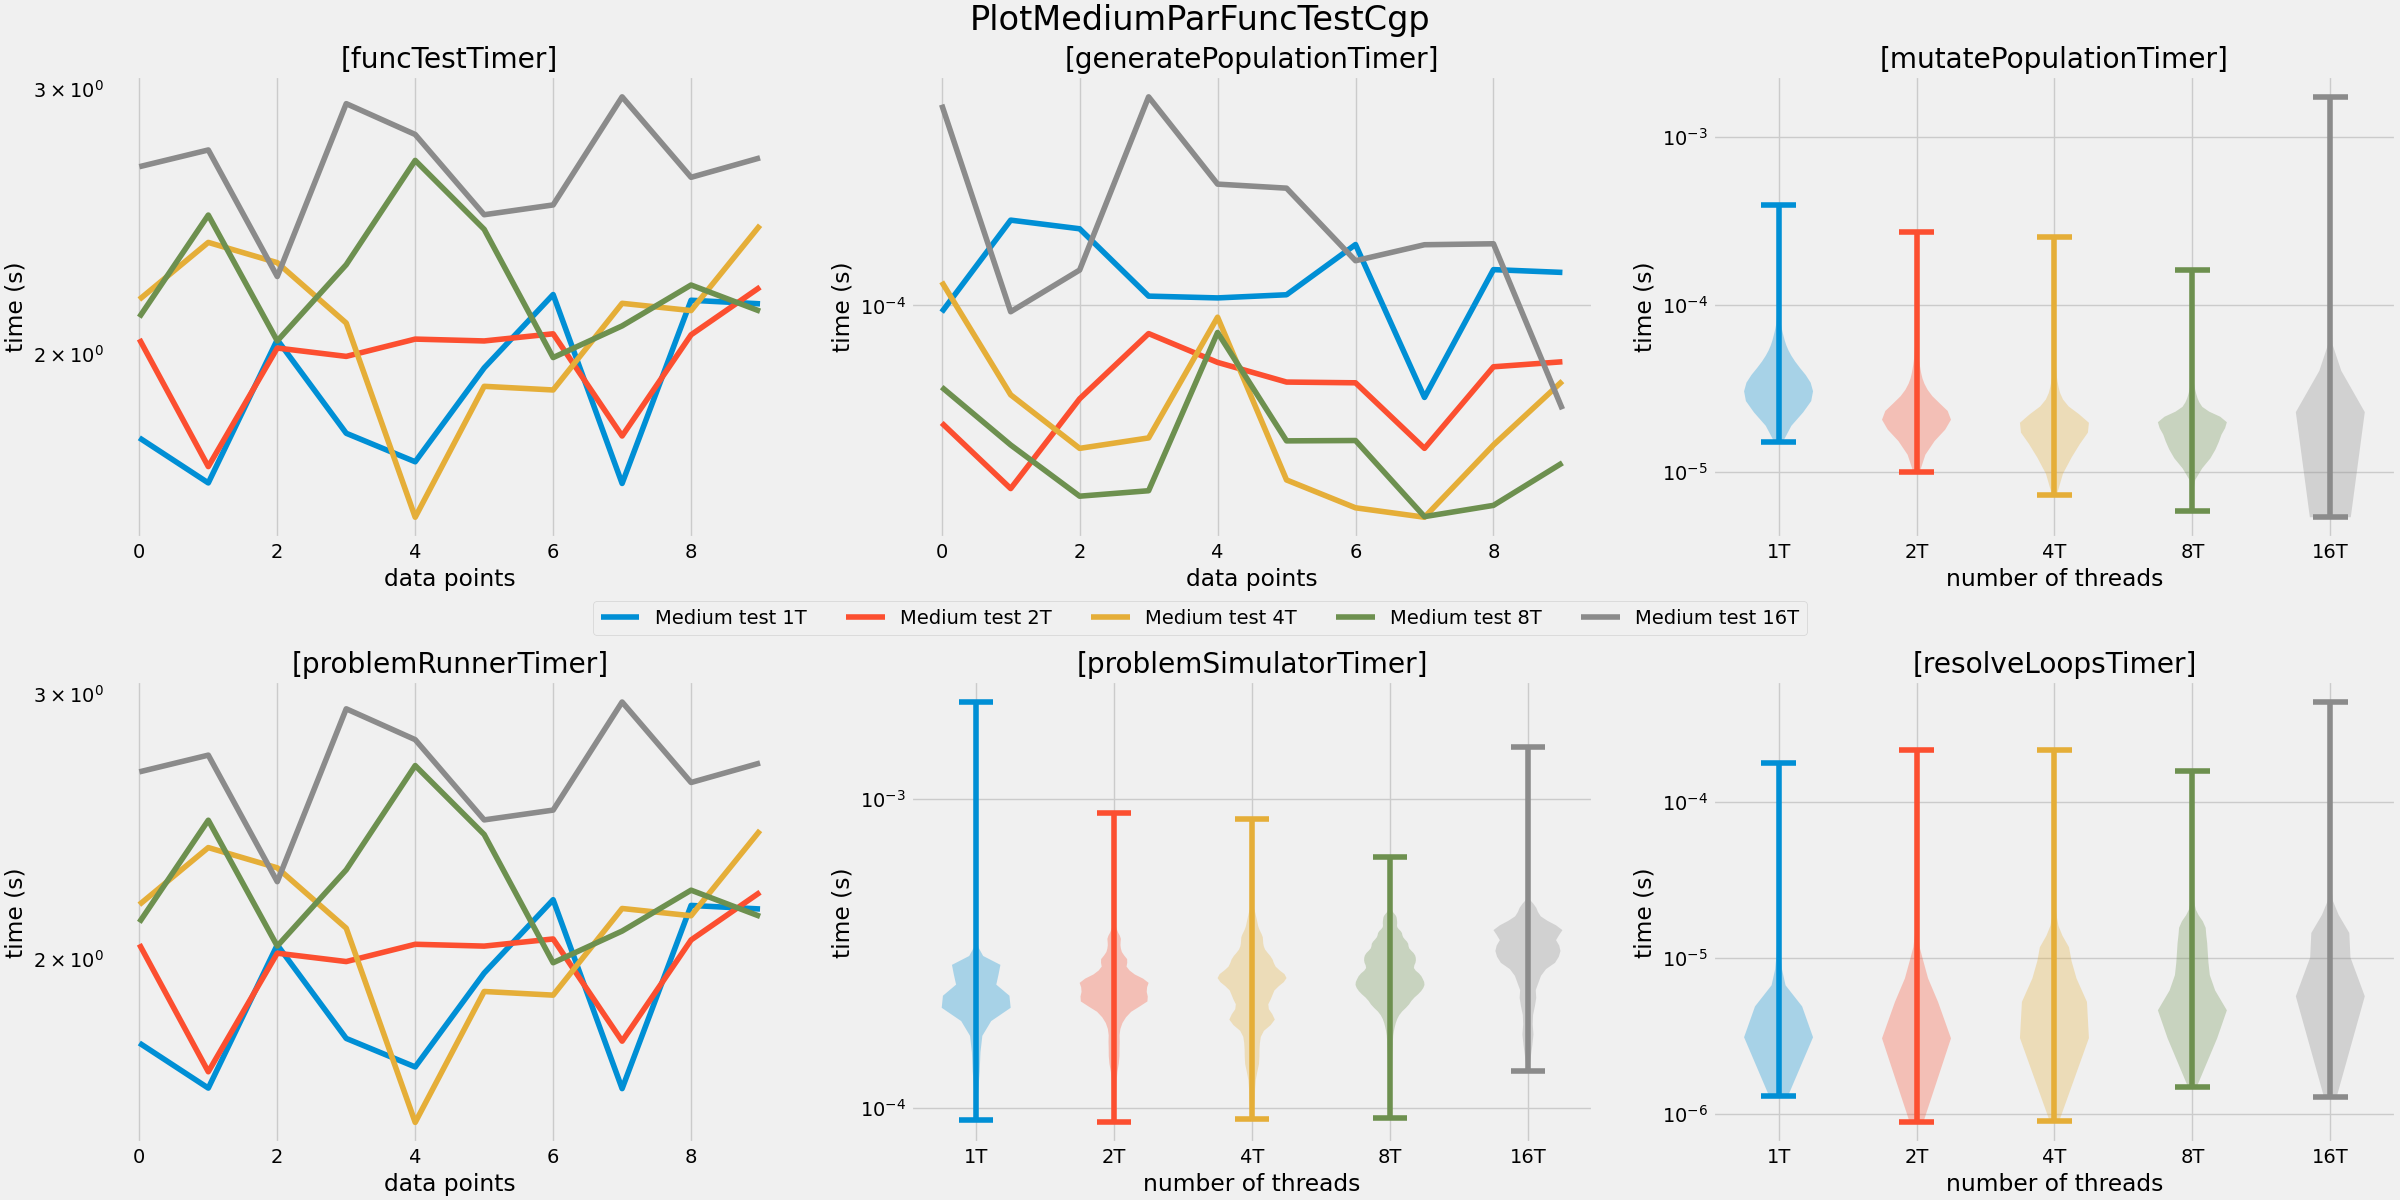 PlotMediumParFuncTestCgp
[funcTestTimer]
3 × 10⁰
2 × 10⁰
time (s)
0 2 4 6 8
data points
[generatePopulationTimer]
10⁻⁴
time (s)
0 2 4 6 8
data points
[mutatePopulationTimer]
10⁻³
10⁻⁴
10⁻⁵
time (s)
1T 2T 4T 8T 16T
number of threads
Medium test 1T Medium test 2T Medium test 4T Medium test 8T Medium test 16T
[problemRunnerTimer]
3 × 10⁰
2 × 10⁰
time (s)
0 2 4 6 8
data points
[problemSimulatorTimer]
10⁻³
10⁻⁴
time (s)
1T 2T 4T 8T 16T
number of threads
[resolveLoopsTimer]
10⁻⁴
10⁻⁵
10⁻⁶
time (s)
1T 2T 4T 8T 16T
number of threads